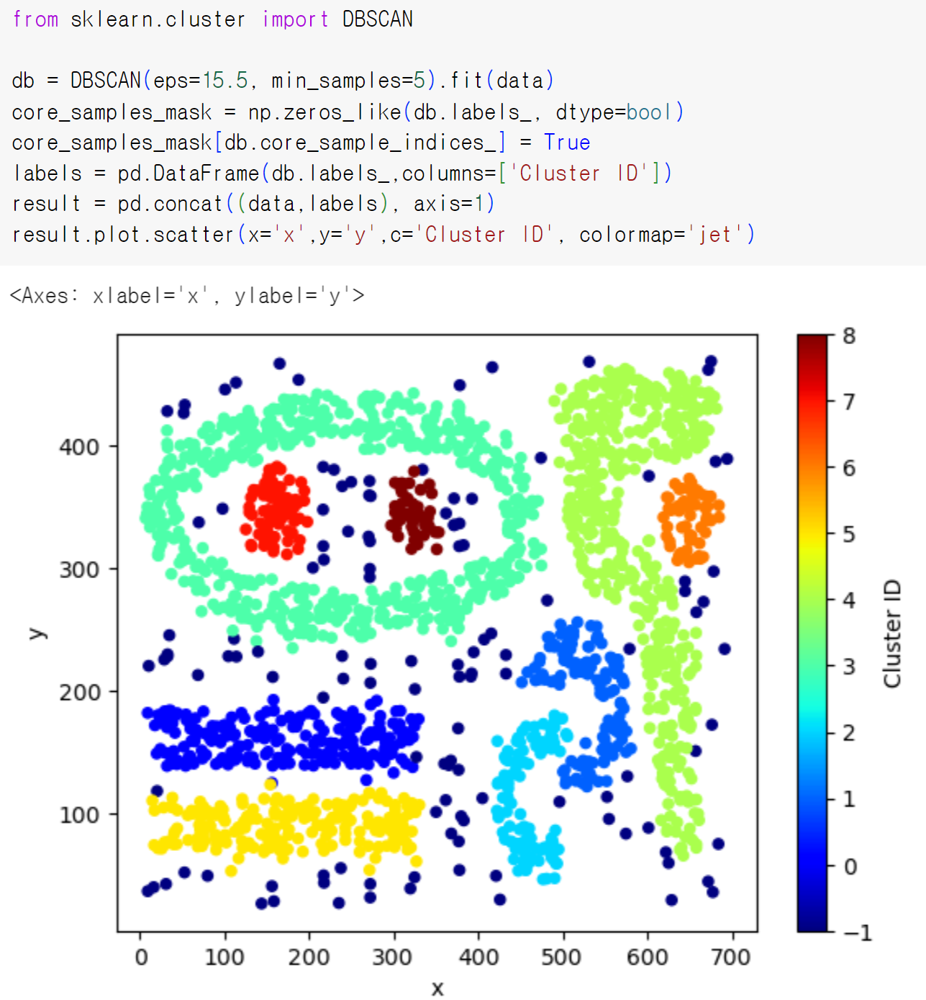 from sklearn.cluster import DBSCAN
db = DBSCAN(eps=15.5, min_samples=5).fit(data)
core_samples_mask = np.zeros_like(db.labels_, dtype=bool)
core_samples_mask[db.core_sample_indices_] = True
labels = pd.DataFrame(db.labels_,columns=['Cluster ID'])
result = pd.concat((data,labels), axis=1)
result.plot.scatter(x='x',y='y',c='Cluster ID', colormap='jet')
<Axes: xlabel='x', ylabel='y'>
400
300
200
100
y
0 100 200 300 400 500 600 700
x
8
7
6
5
4
3
2
1
0
−1
Cluster ID